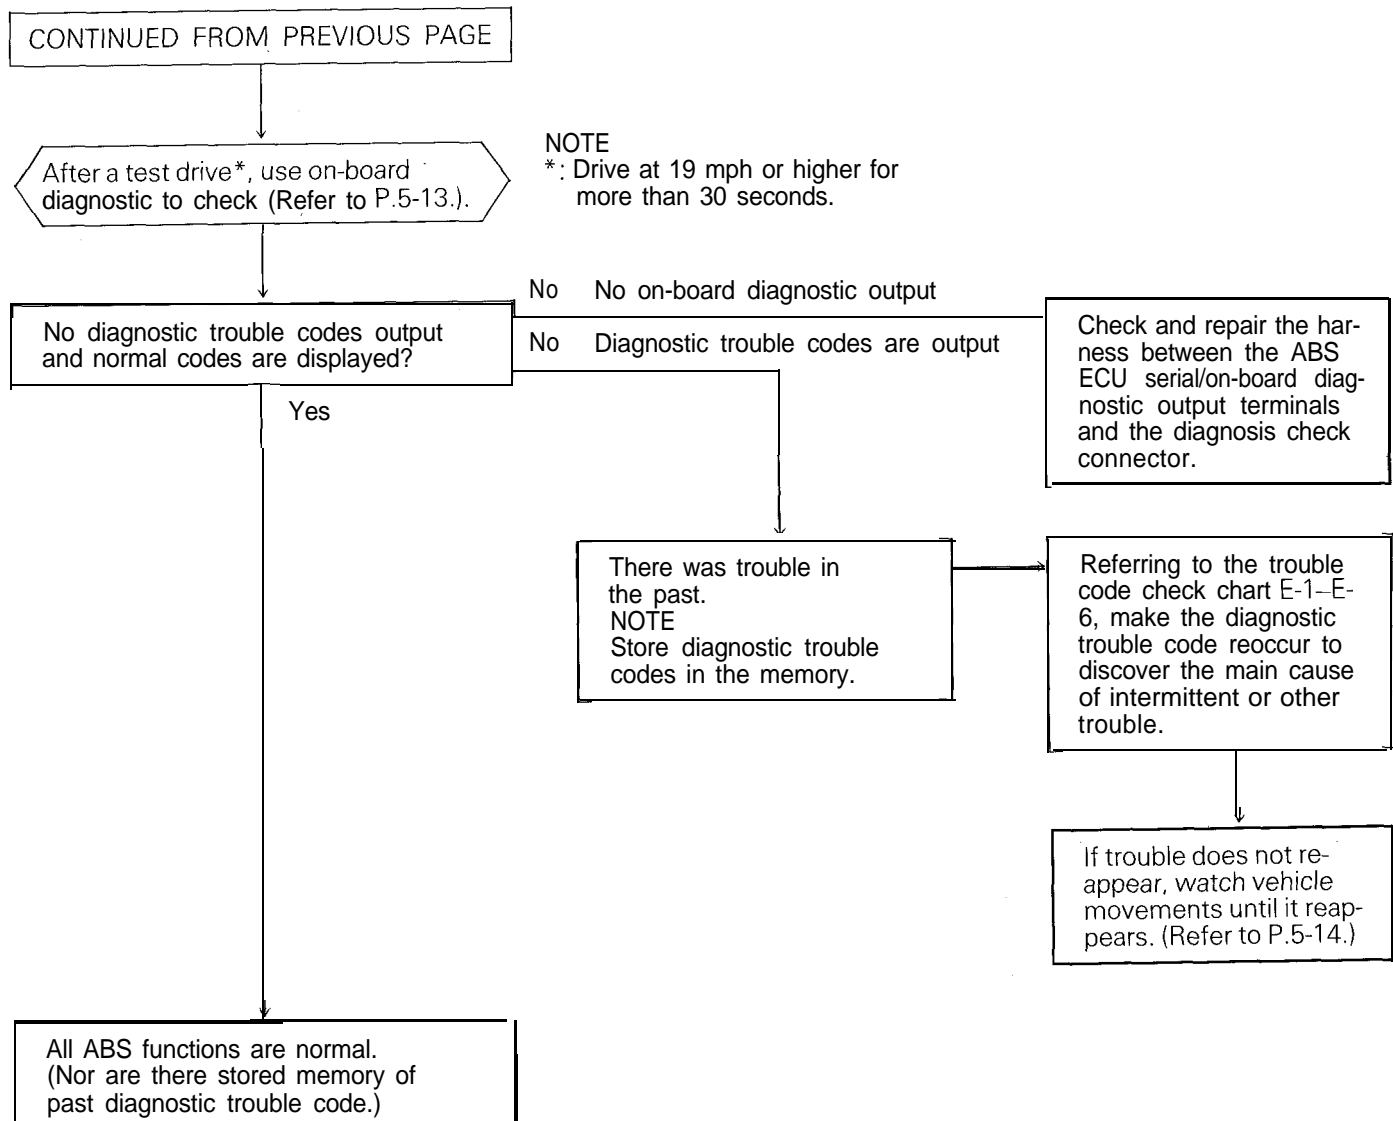 CONTINUED FROM PREVIOUS PAGE
After a test drive*, use on-board
diagnostic to check (Refer to P.5-13.).
NOTE
*: Drive at 19 mph or higher for
more than 30 seconds.
No diagnostic trouble codes output
and normal codes are displayed?
No No on-board diagnostic output
No Diagnostic trouble codes are output
Yes
Check and repair the har-
ness between the ABS
ECU serial/on-board diag-
nostic output terminals
and the diagnosis check
connector.
There was trouble in
the past.
NOTE
Store diagnostic trouble
codes in the memory.
Referring to the trouble
code check chart E-1–E-
6, make the diagnostic
trouble code reoccur to
discover the main cause
of intermittent or other
trouble.
If trouble does not re-
appear, watch vehicle
movements until it reap-
pears. (Refer to P.5-14.)
All ABS functions are normal.
(Nor are there stored memory of
past diagnostic trouble code.)